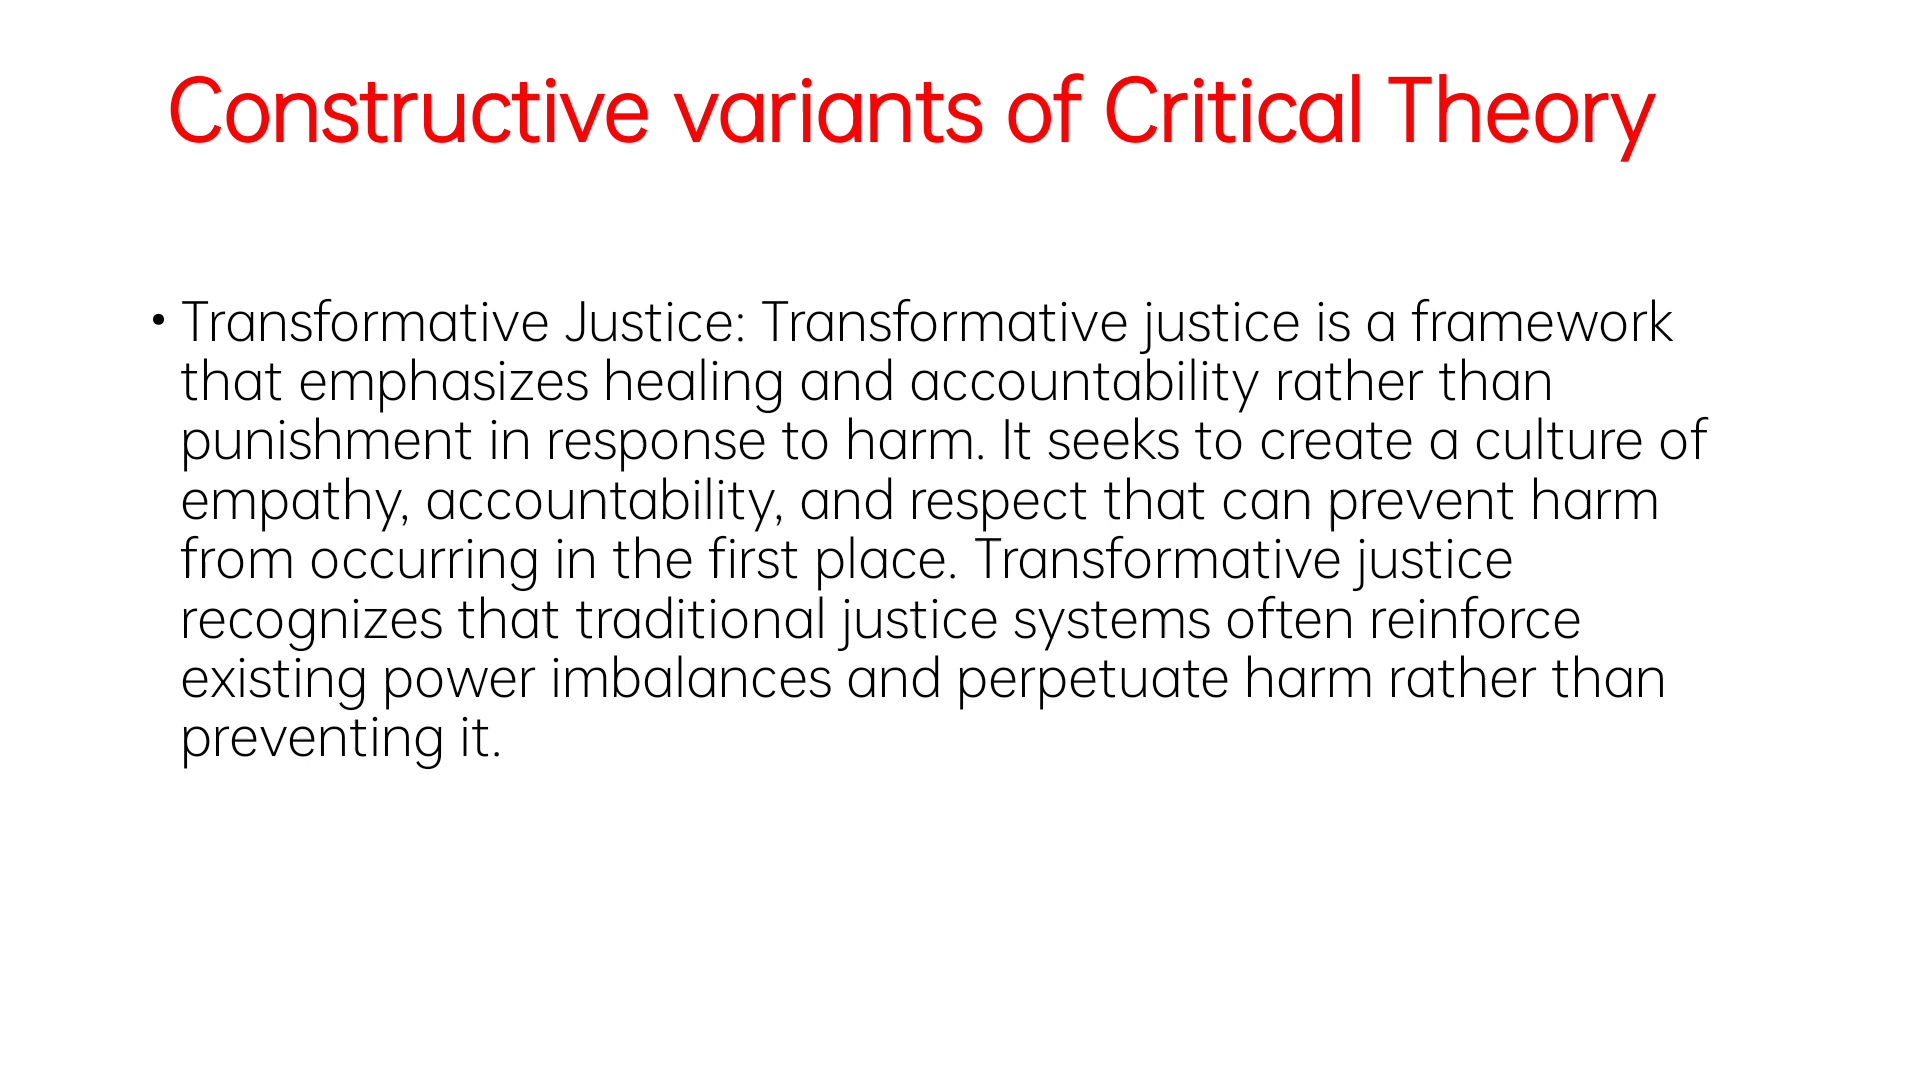 Constructive variants of Critical Theory
• Transformative Justice: Transformative justice is a framework
that emphasizes healing and accountability rather than
punishment in response to harm. It seeks to create a culture of
empathy, accountability, and respect that can prevent harm
from occurring in the first place. Transformative justice
recognizes that traditional justice systems often reinforce
existing power imbalances and perpetuate harm rather than
preventing it.